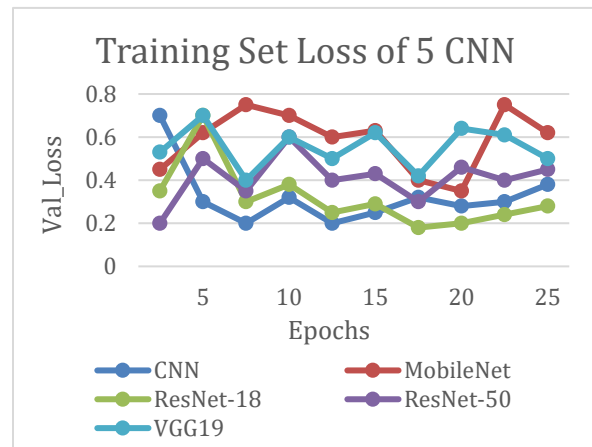 Training Set Loss of 5 CNN
0.8
0.6
0.4
0.2
0
Val_Loss
5 10 15 20 25
Epochs
CNN MobileNet
ResNet-18 ResNet-50
VGG19